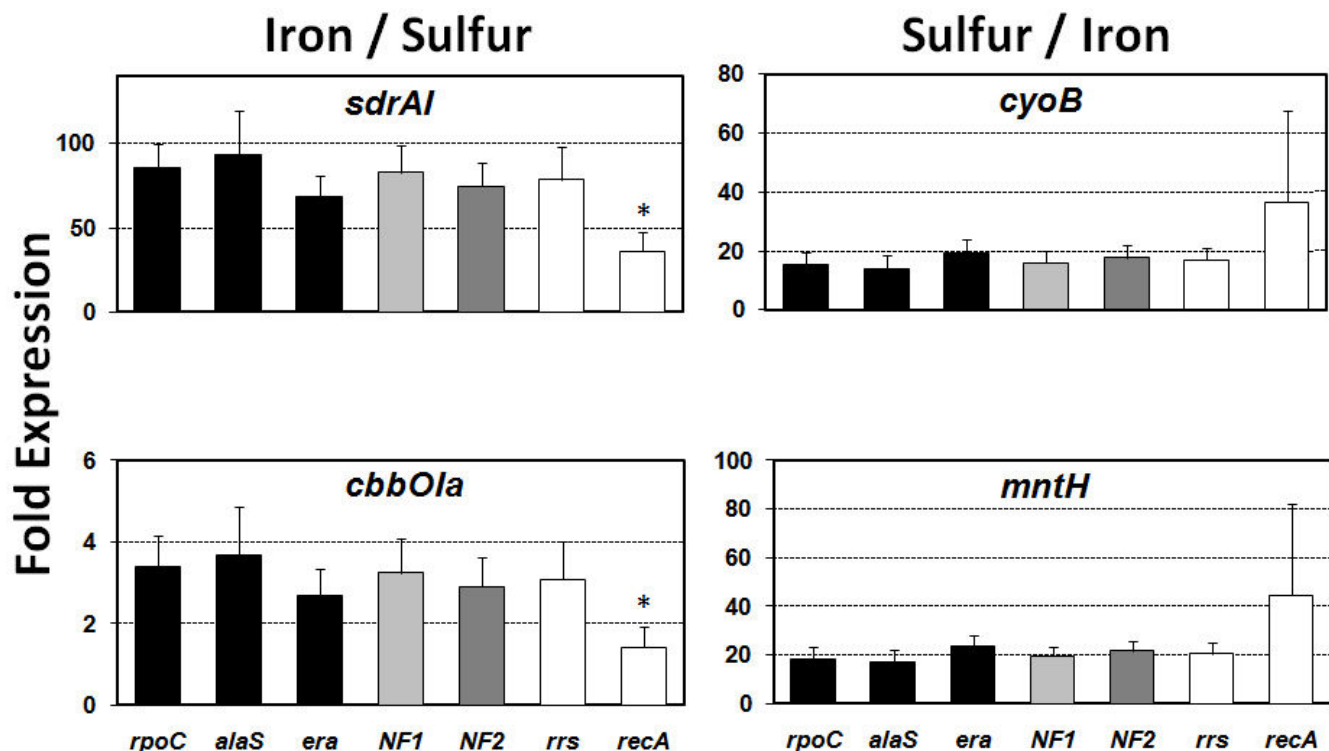 Iron / Sulfur
Sulfur / Iron
Fold Expression
sdrAI
100
50
0
*
cyoB
80
60
40
20
0
cbbOIa
6
4
2
0
*
mntH
100
80
60
40
20
0
rpoC alaS era NF1 NF2 rrs recA
rpoC alaS era NF1 NF2 rrs recA